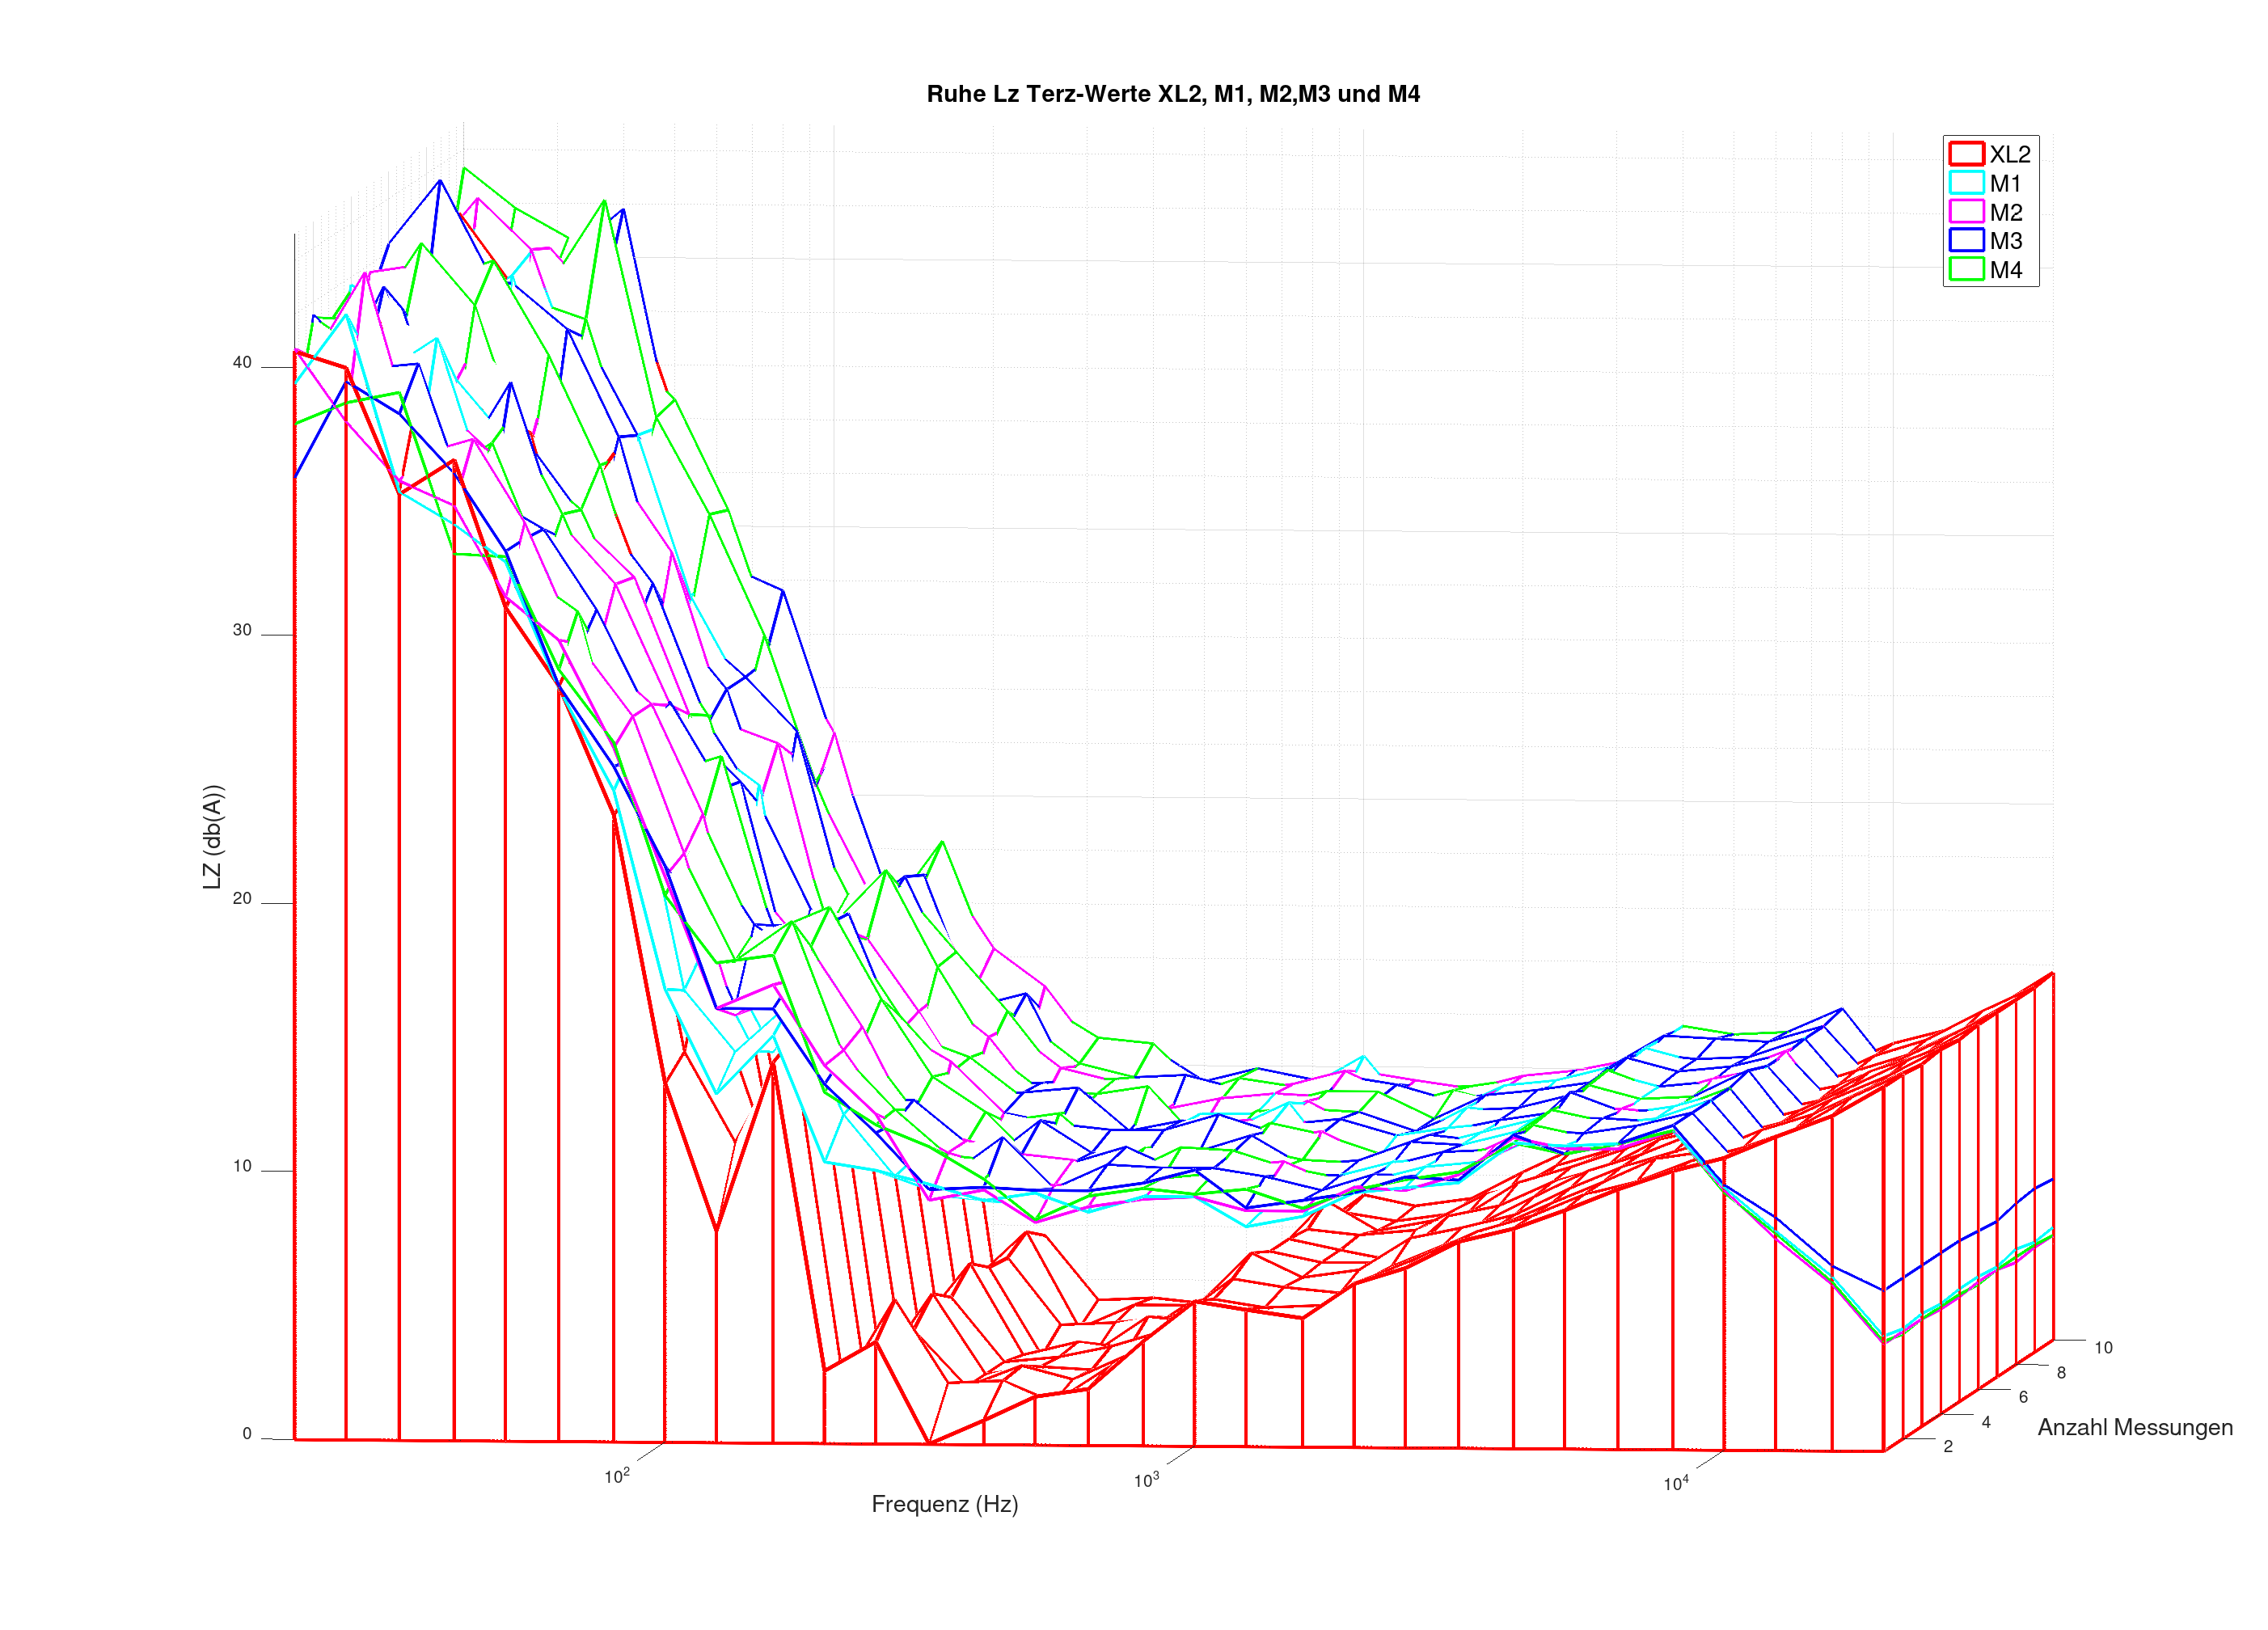 Ruhe Lz Terz-Werte XL2, M1, M2,M3 und M4
XL2
M1
M2
M3
M4
40
30
20
10
0
LZ (db(A))
10²
10³
10⁴
Frequenz (Hz)
2
4
6
8
10
Anzahl Messungen